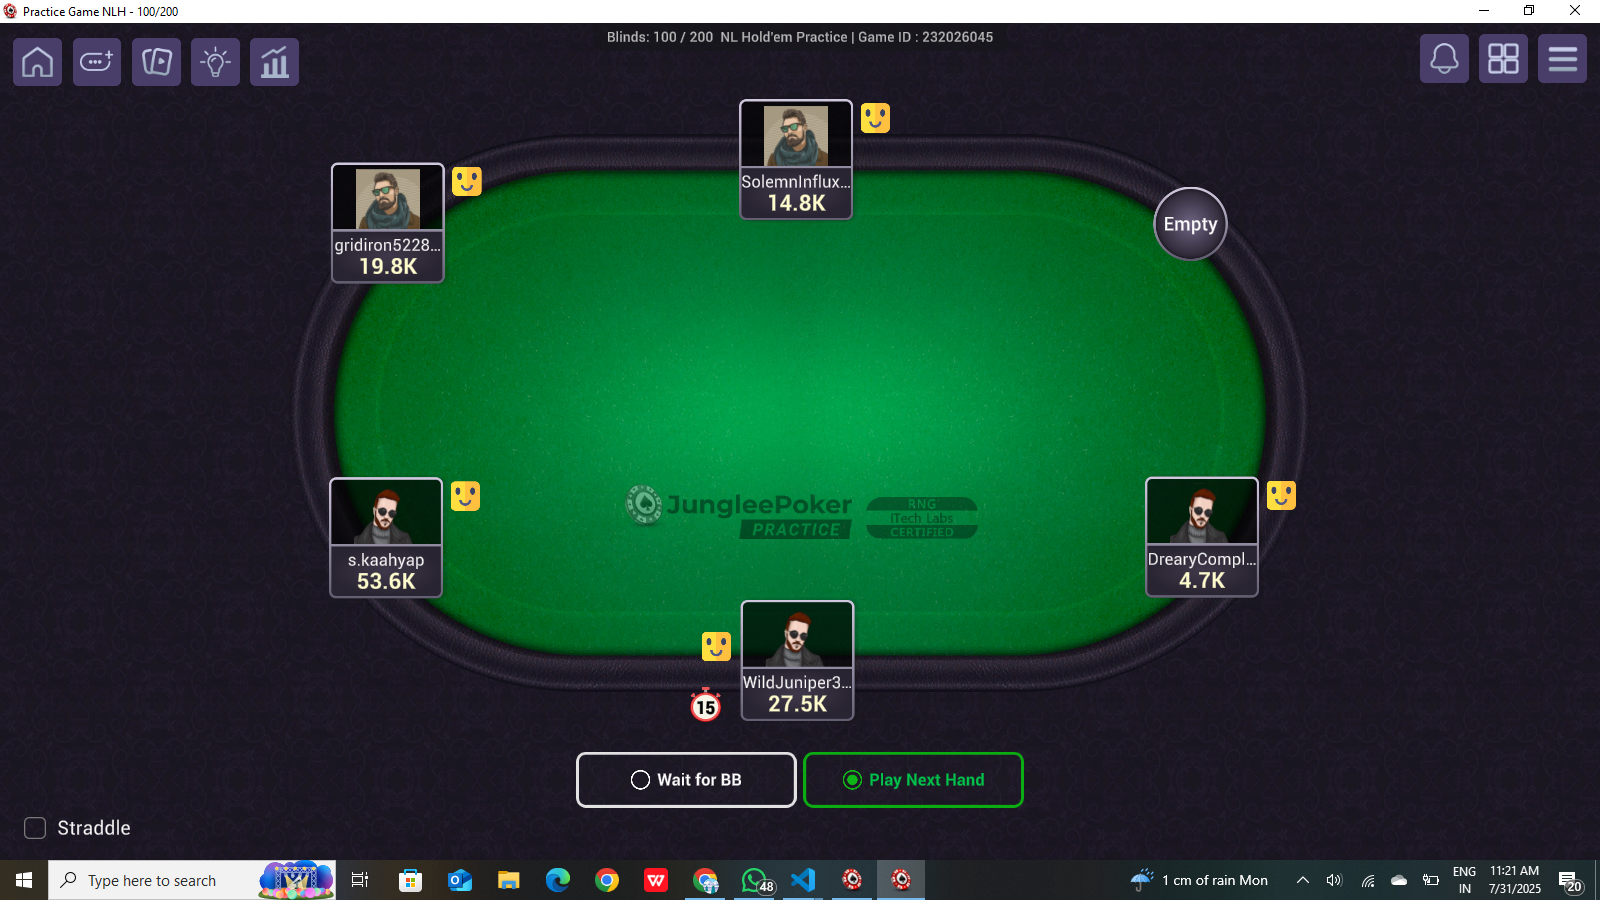 Practice Game NLH - 100/200
Blinds: 100 / 200 NL Hold'em Practice | Game ID : 232026045
SolemnInflux...
14.8K
gridiron5228...
19.8K
Empty
s.kaahyap
53.6K
JungleePoker
PRACTICE
RNG
iTech Labs
CERTIFIED
DrearyCompl...
4.7K
WildJuniper3...
27.5K
15
Wait for BB
Play Next Hand
Straddle
Type here to search
48
1 cm of rain Mon
ENG
IN
11:21 AM
7/31/2025
20